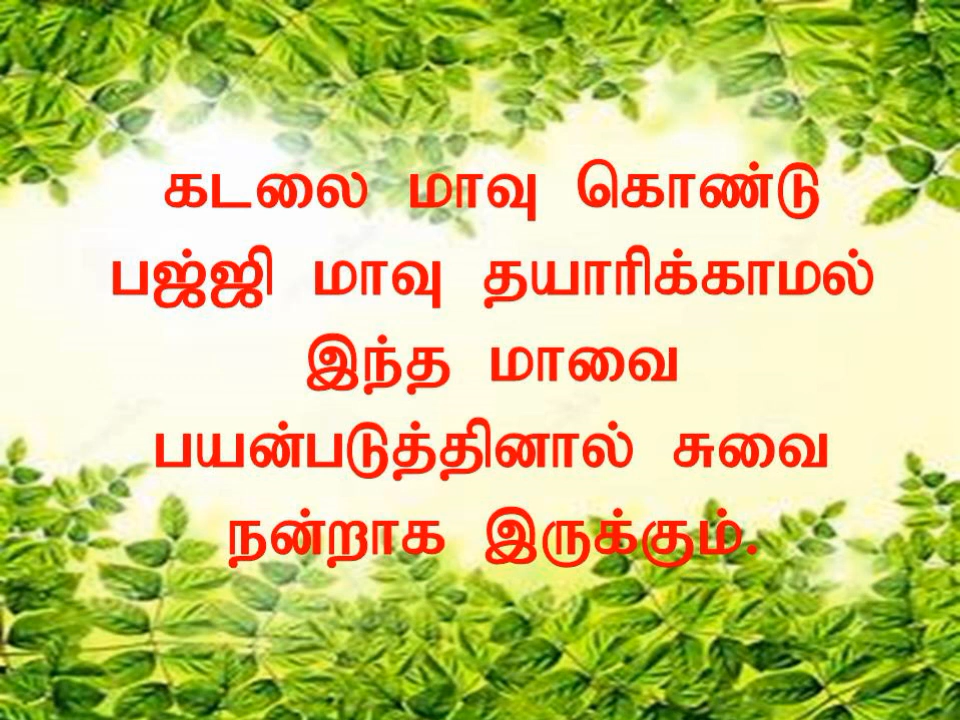 கடலை மாவு கொண்டு
பஜ்ஜி மாவு தயாரிக்காமல்
இந்த மாவை
பயன்படுத்தினால் சுவை
நன்றாக இருக்கும்.